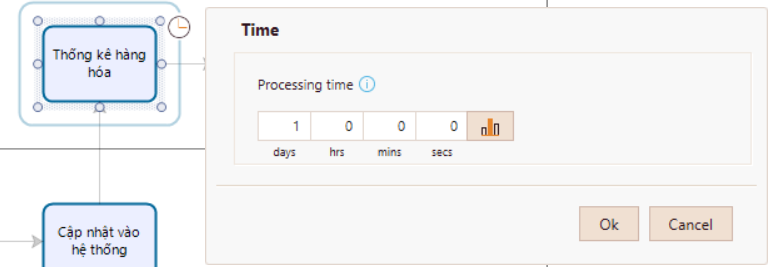 Thống kê hàng
hóa
Cập nhật vào
hệ thống
Time
Processing time
1 0 0 0
days hrs mins secs
Ok Cancel